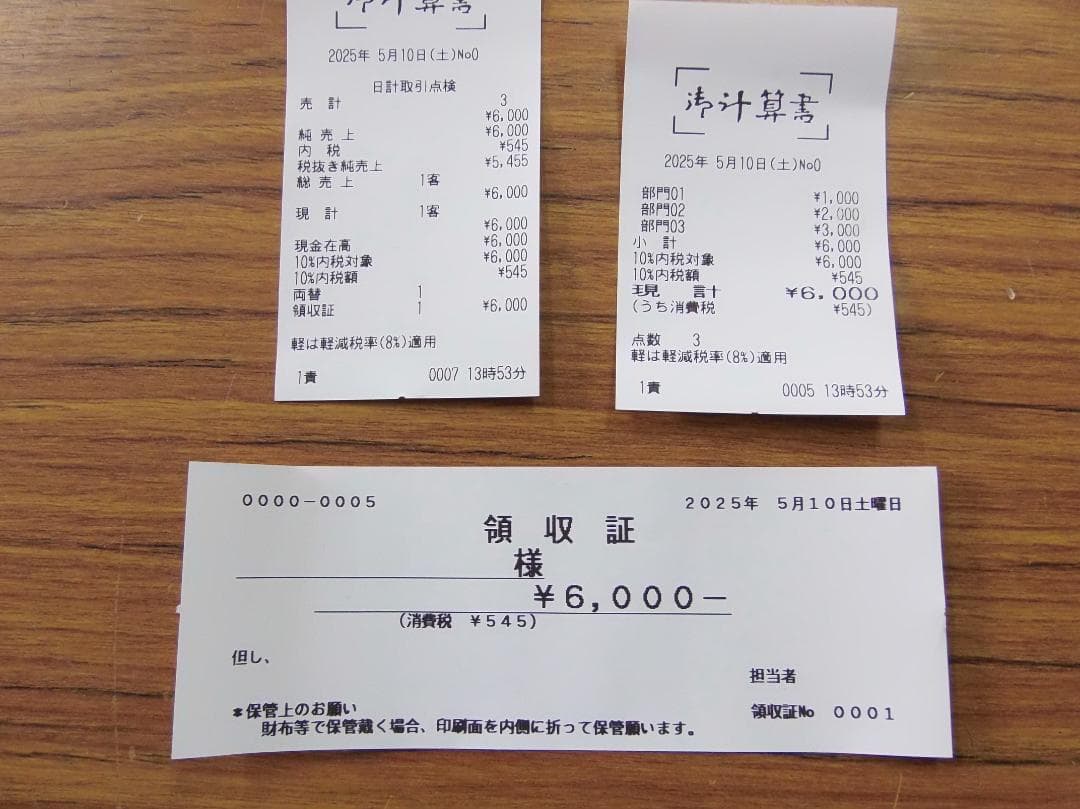 御計算書
2025年 5月10日(土)No0
日計取引点検
売 計 3
¥6,000
純売上 ¥6,000
内 税 ¥545
税抜き純売上 ¥5,455
総売上 1客
¥6,000
現 計 1客
¥6,000
現金在高 ¥6,000
10%内税対象 ¥6,000
10%内税額 ¥545
両替 1
領収証 1 ¥6,000
軽は軽減税率(8%)適用
1責 0007 13時53分
御計算書
2025年 5月10日(土)No0
部門01 ¥1,000
部門02 ¥2,000
部門03 ¥3,000
小 計 ¥6,000
10%内税対象 ¥6,000
10%内税額 ¥545
現 計 ¥6,000
(うち消費税 ¥545)
点数 3
軽は軽減税率(8%)適用
1責 0005 13時53分
0000-0005 2025年 5月10日土曜日
領 収 証
様
¥6,000-
(消費税 ¥545)
但し、
担当者
*保管上のお願い
財布等で保管戴く場合、印刷面を内側に折って保管願います。
領収証No 0001